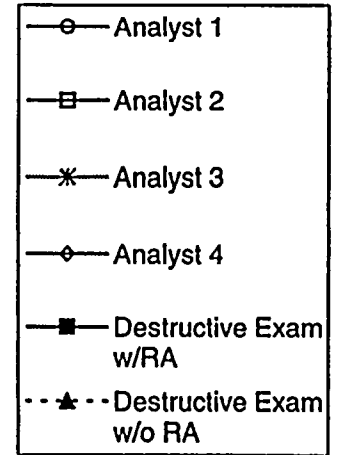 Analyst 1
Analyst 2
Analyst 3
Analyst 4
Destructive Exam
w/RA
Destructive Exam
w/o RA